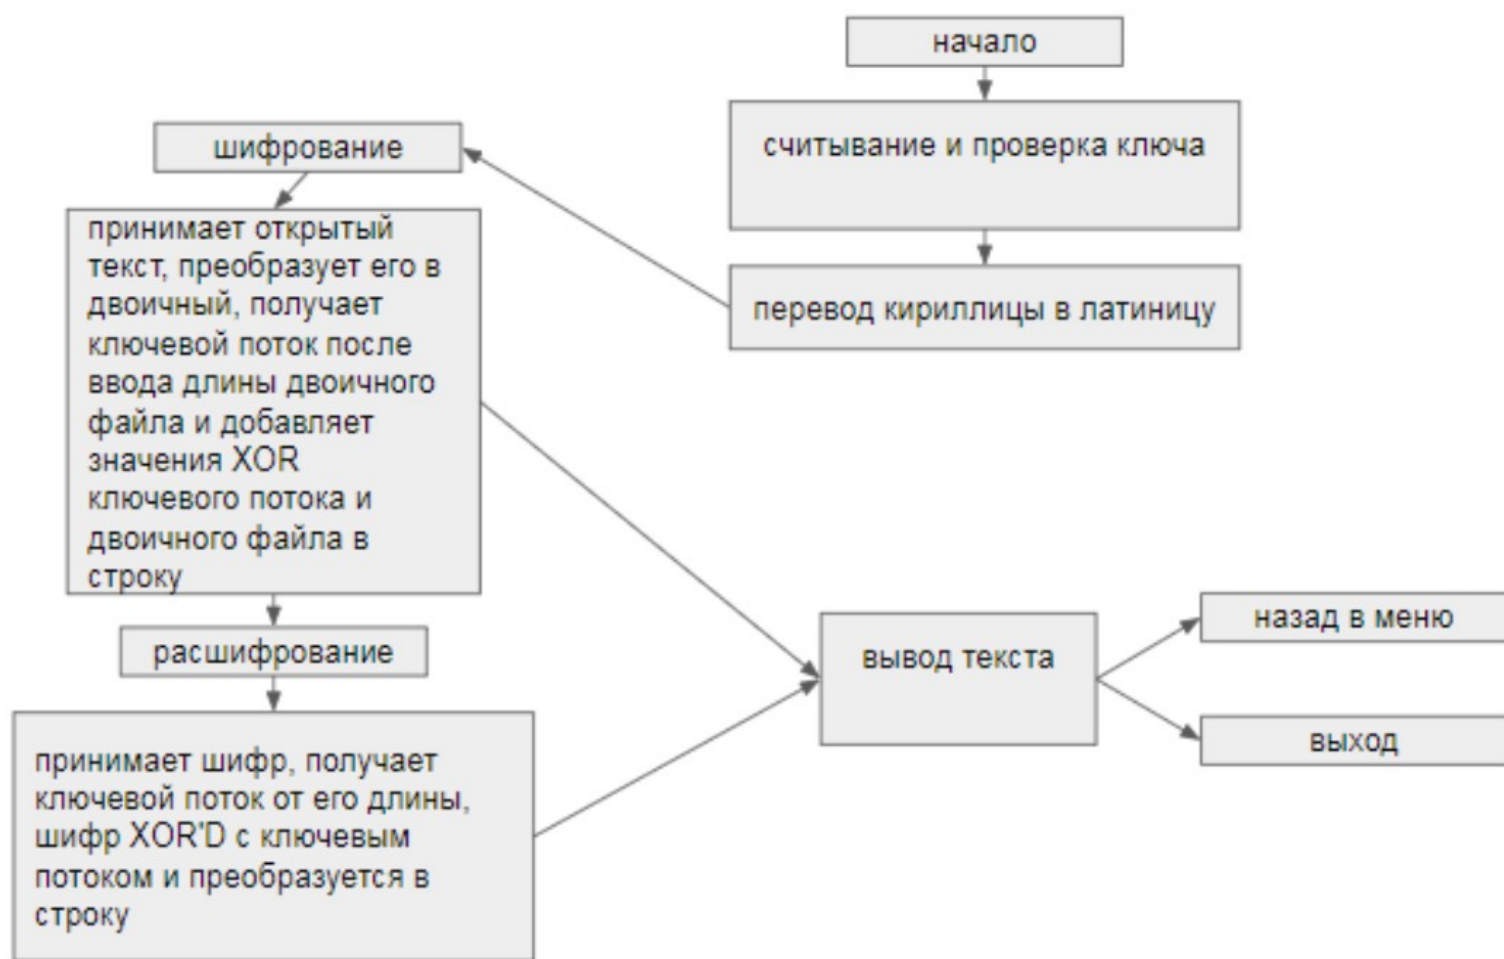 начало
считывание и проверка ключа
перевод кириллицы в латиницу
шифрование
принимает открытый
текст, преобразует его в
двоичный, получает
ключевой поток после
ввода длины двоичного
файла и добавляет
значения XOR
ключевого потока и
двоичного файла в
строку
расшифрование
принимает шифр, получает
ключевой поток от его длины,
шифр XOR'D с ключевым
потоком и преобразуется в
строку
вывод текста
назад в меню
выход